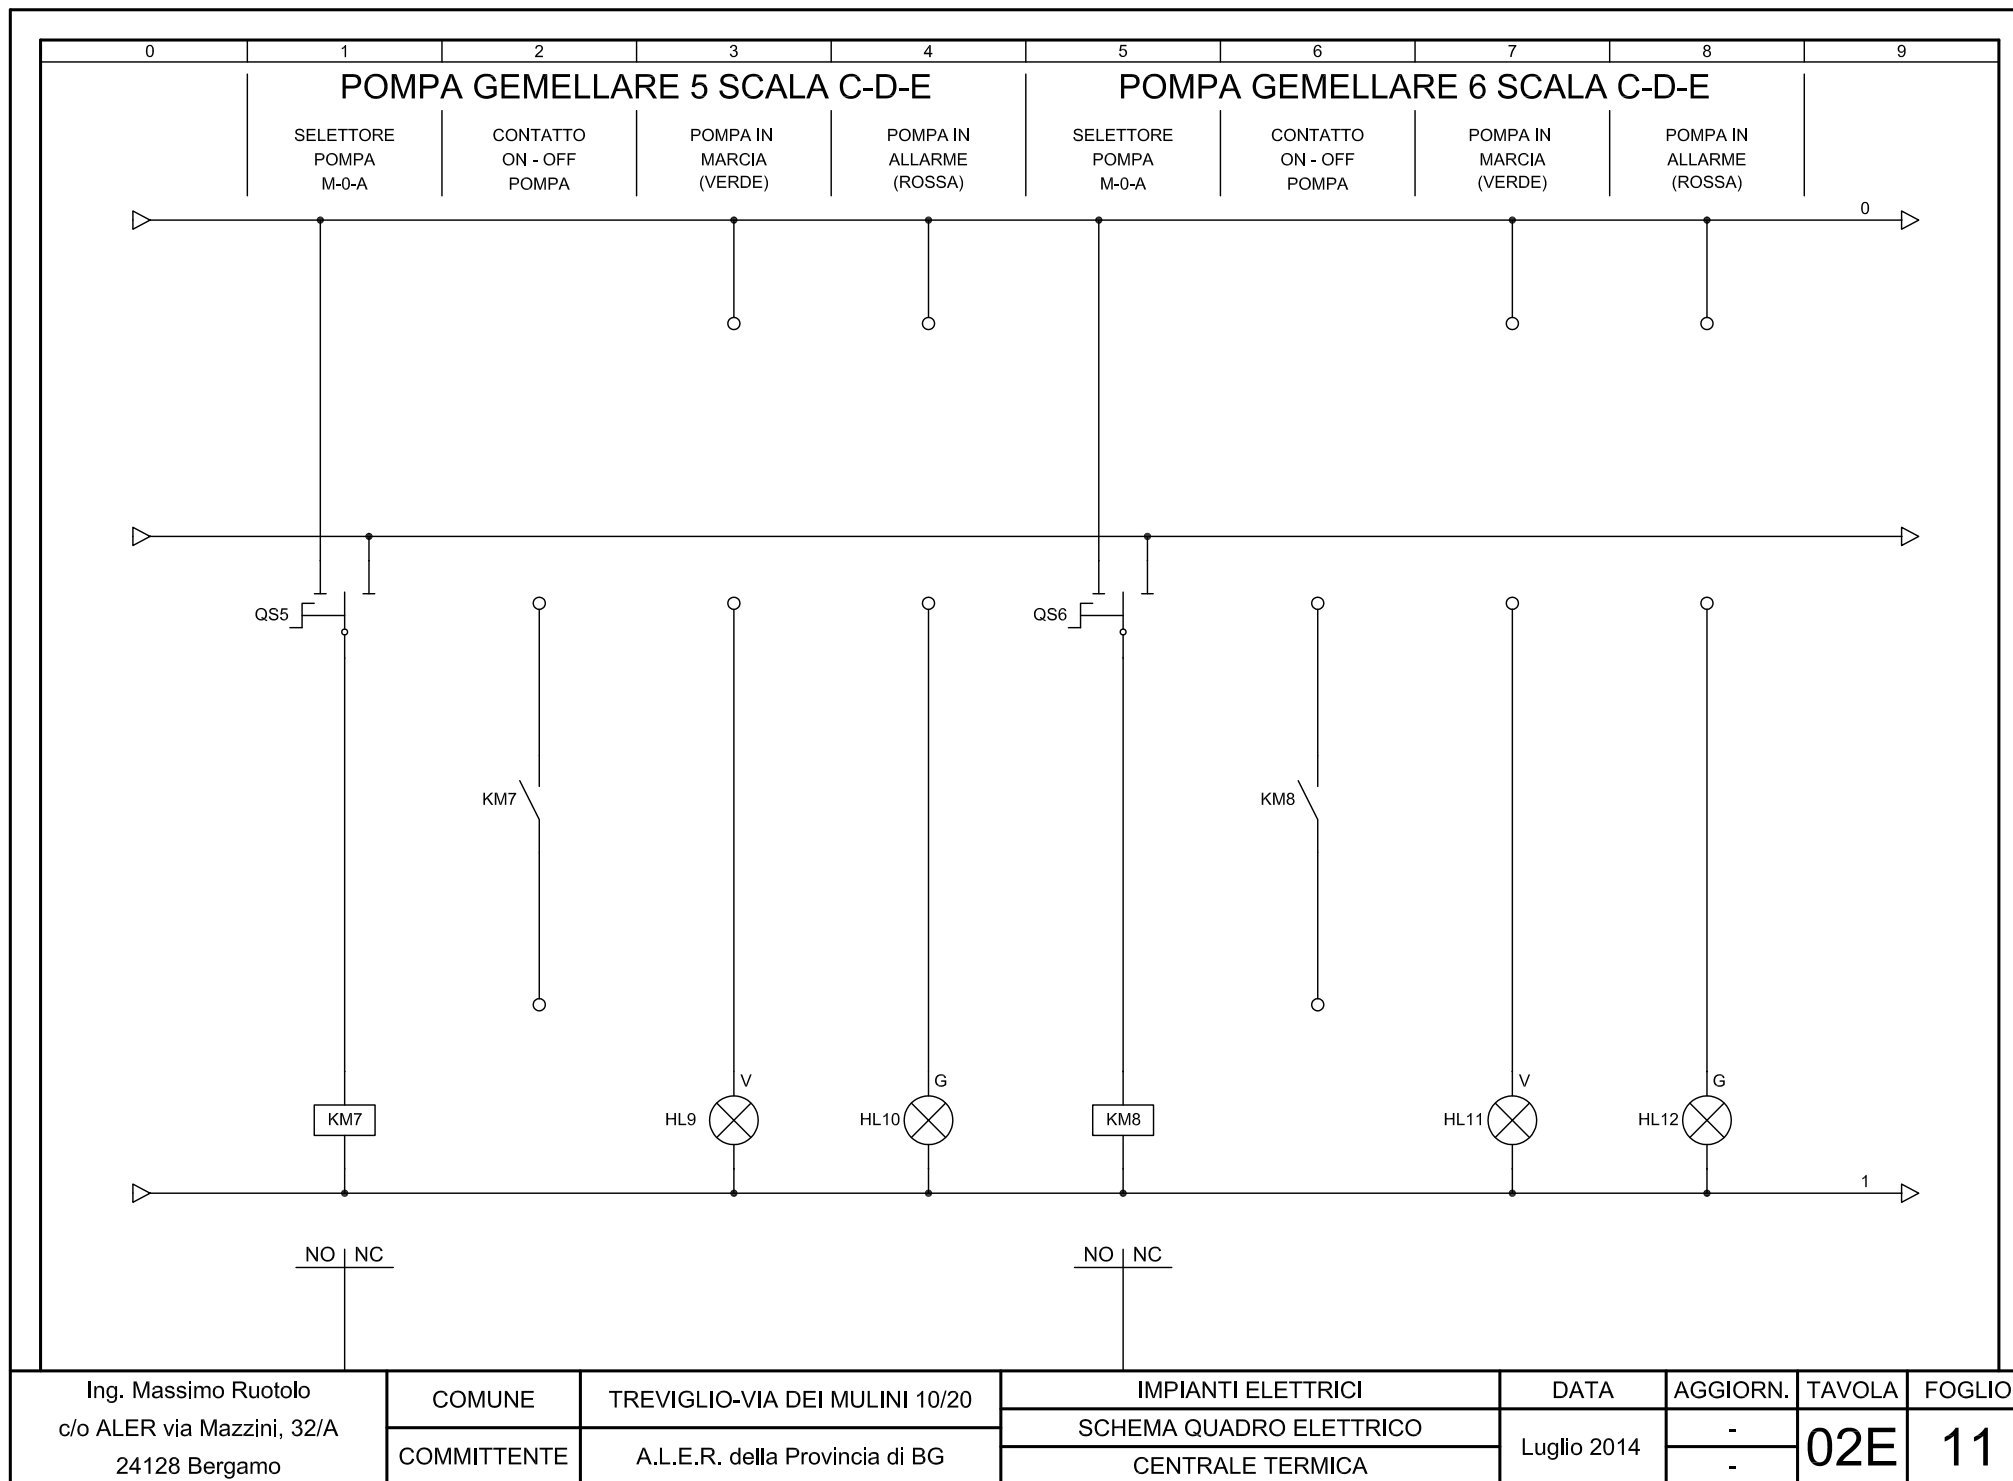 0 1 2 3 4 5 6 7 8 9
POMPA GEMELLARE 5 SCALA C-D-E
POMPA GEMELLARE 6 SCALA C-D-E
SELETTORE
POMPA
M-0-A
CONTATTO
ON - OFF
POMPA
POMPA IN
MARCIA
(VERDE)
POMPA IN
ALLARME
(ROSSA)
SELETTORE
POMPA
M-0-A
CONTATTO
ON - OFF
POMPA
POMPA IN
MARCIA
(VERDE)
POMPA IN
ALLARME
(ROSSA)
0
QS5
QS6
KM7
KM8
KM7
HL9
V
HL10
G
KM8
HL11
V
HL12
G
1
NO NC
NO NC
Ing. Massimo Ruotolo
c/o ALER via Mazzini, 32/A
24128 Bergamo
COMUNE
COMMITTENTE
TREVIGLIO-VIA DEI MULINI 10/20
A.L.E.R. della Provincia di BG
IMPIANTI ELETTRICI
SCHEMA QUADRO ELETTRICO
CENTRALE TERMICA
DATA
Luglio 2014
AGGIORN.
-
-
TAVOLA
02E
FOGLIO
11